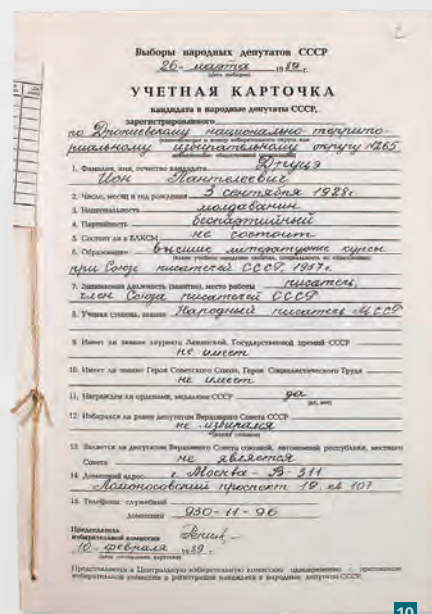 2
Выборы народных депутатов СССР
26 марта 1989 г.
(дата выборов)
УЧЕТНАЯ КАРТОЧКА
кандидата в народные депутаты СССР,
зарегистрированного
по Дрокиевскому национально-террито
риальному избирательному округу №265
1. Фамилия, имя, отчество кандидата Друцэ
Ион Пантелеевич
2. Число, месяц и год рождения 3 сентября 1928 г.
3. Национальность молдаванин
4. Партийность беспартийный
5. Состоит ли в ВЛКСМ не состоит
6. Образование высшие литературные курсы
при Союзе писателей СССР, 1957 г.
7. Занимаемая должность (занятие), место работы писатель,
член Союза писателей СССР
8. Ученая степень, звание Народный писатель МССР
9. Имеет ли звание лауреата Ленинской, Государственной премий СССР
не имеет
10. Имеет ли звание Героя Советского Союза, Героя Социалистического Труда
не имеет
11. Награжден ли орденами, медалями СССР да
(да, нет)
12. Избирался ли ранее депутатом Верховного Совета СССР
не избирался
13. Является ли депутатом Верховного Совета союзной, автономной республики, местного
Совета не является
14. Домашний адрес г. Москва - В-311
Ломоносовский проспект 19, кв 107
15. Телефоны: служебный
домашний 930-11-96
Председатель
избирательной комиссии
10 февраля 1989 г.
(дата составления карточки)
Представляется в Центральную избирательную комиссию одновременно с протоколом
избирательной комиссии о регистрации кандидата в народные депутаты СССР.
10